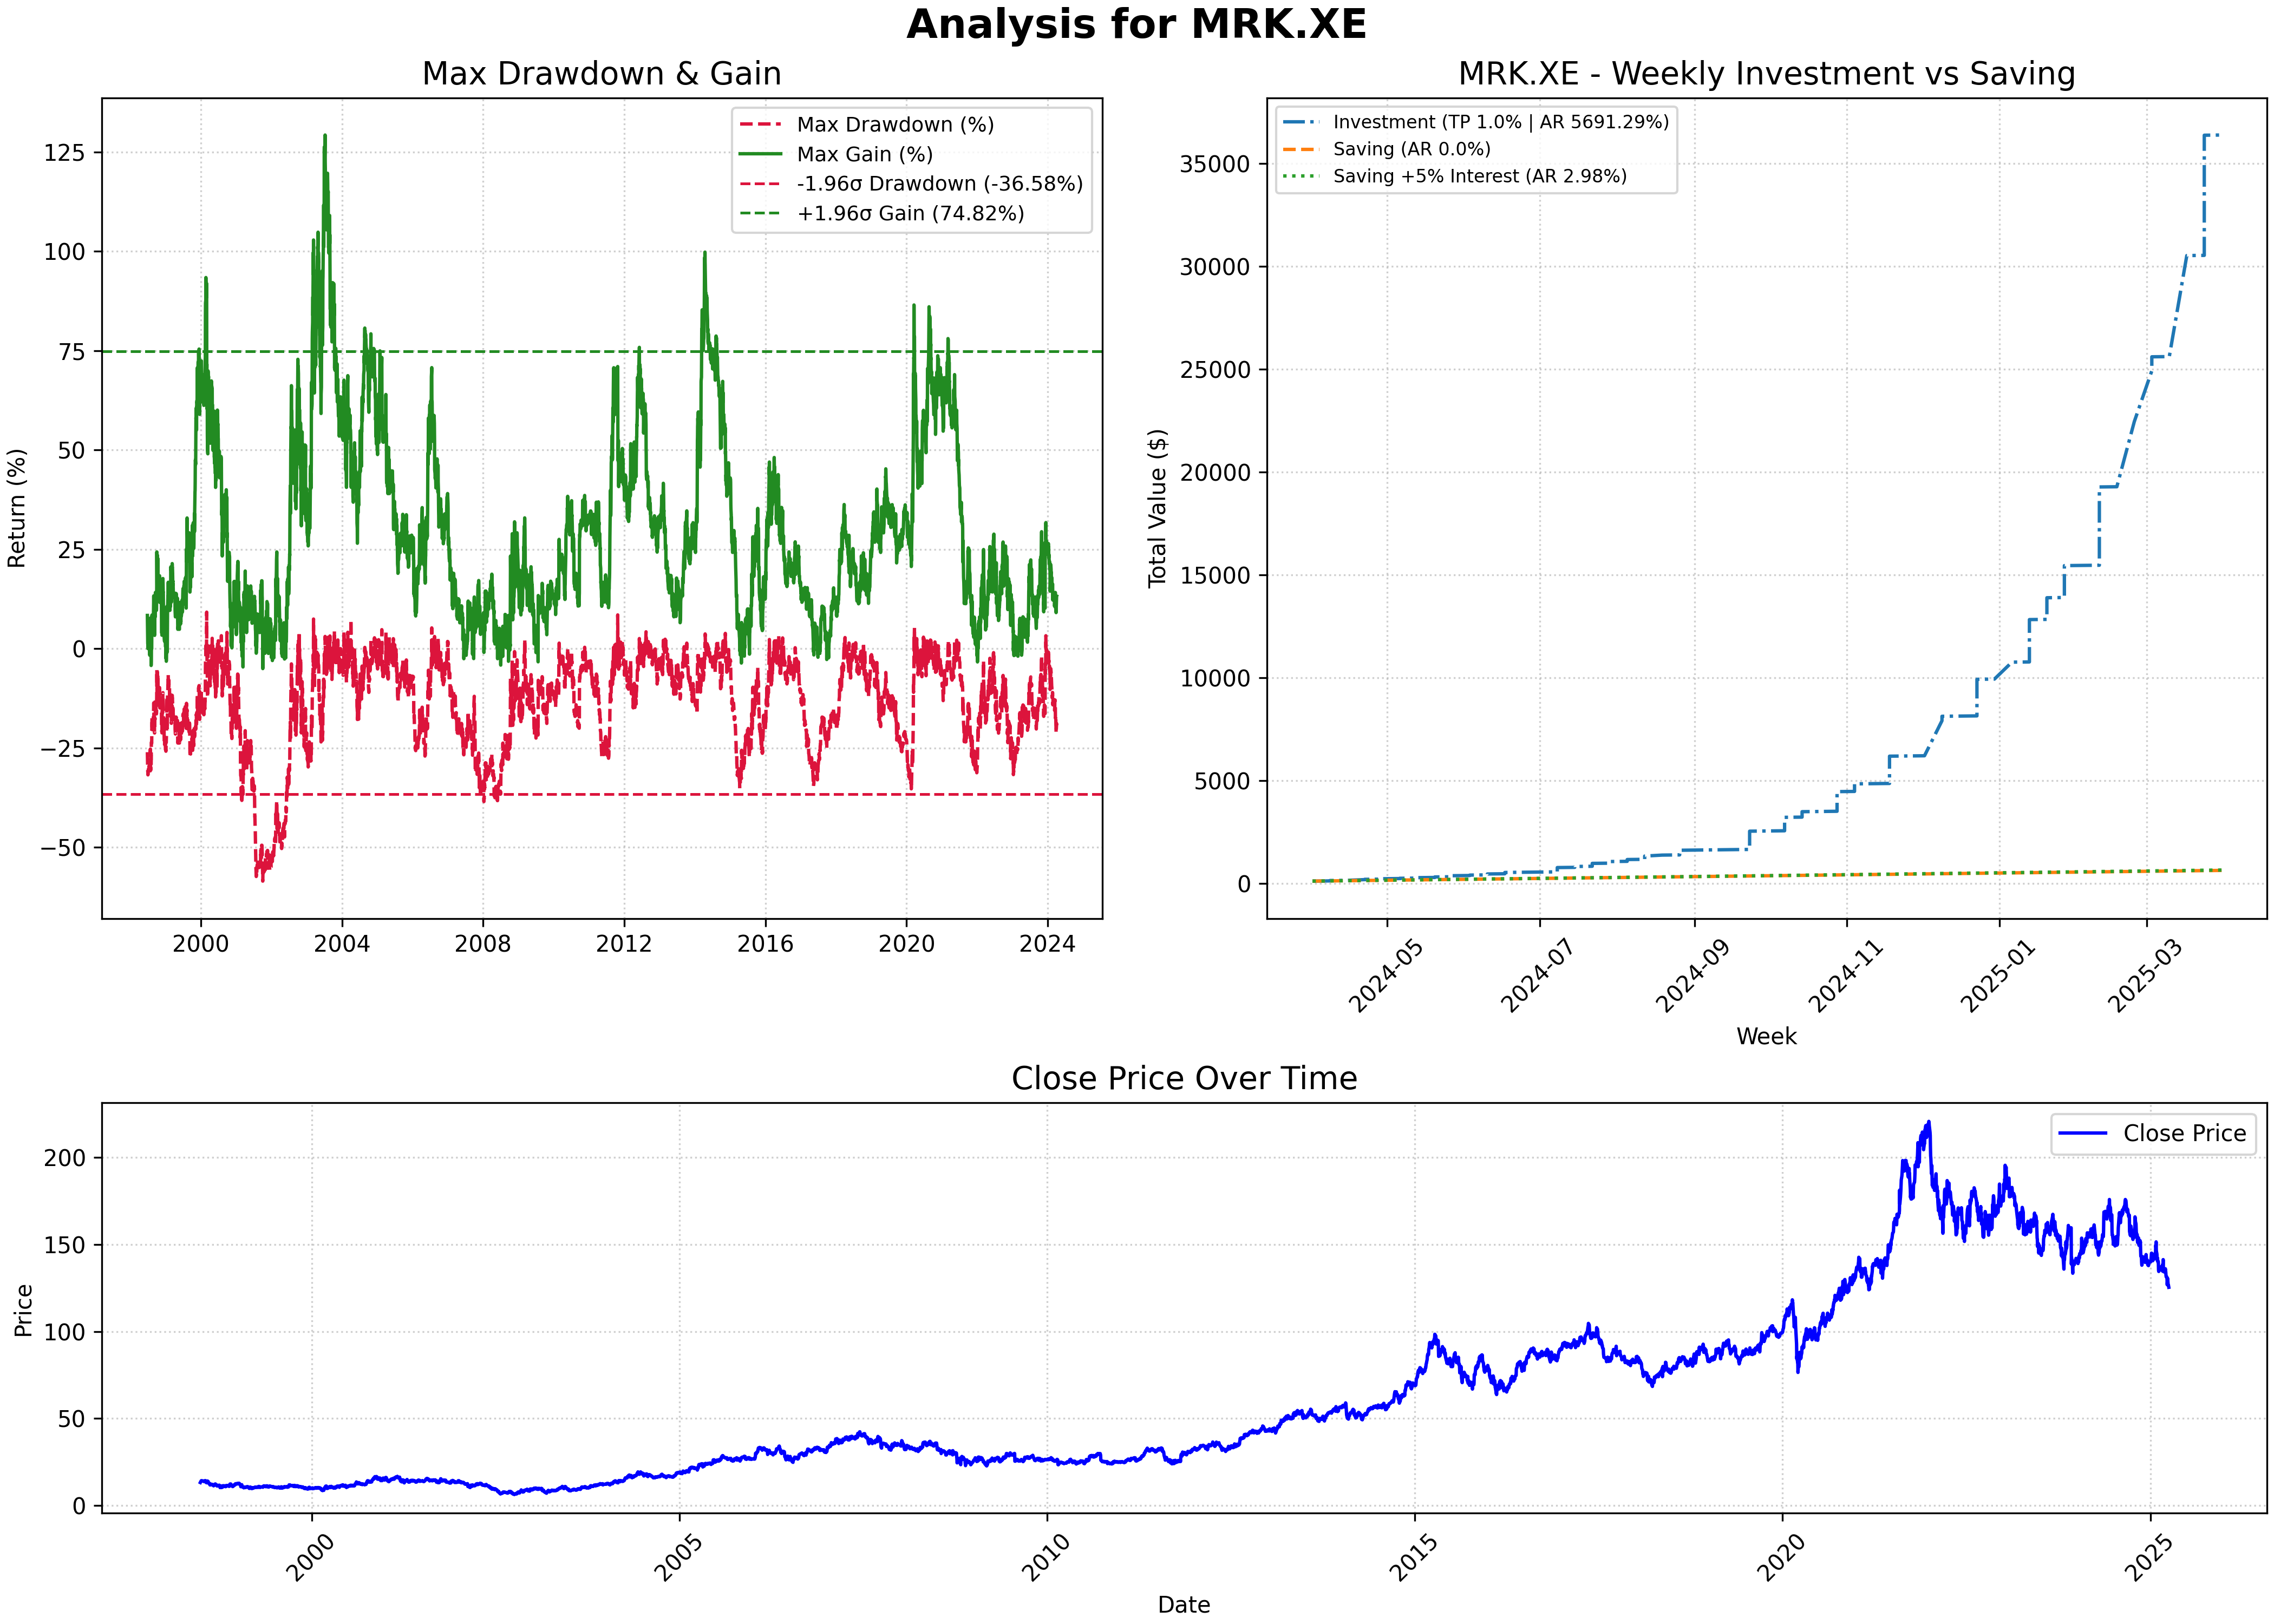 Analysis for MRK.XE
Max Drawdown & Gain
Return (%)
125
100
75
50
25
0
−25
−50
Max Drawdown (%)
Max Gain (%)
-1.96σ Drawdown (-36.58%)
+1.96σ Gain (74.82%)
2000
2004
2008
2012
2016
2020
2024
MRK.XE - Weekly Investment vs Saving
Total Value ($)
35000
30000
25000
20000
15000
10000
5000
0
Investment (TP 1.0% | AR 5691.29%)
Saving (AR 0.0%)
Saving +5% Interest (AR 2.98%)
2024-05
2024-07
2024-09
2024-11
2025-01
2025-03
Week
Close Price Over Time
Price
200
150
100
50
0
Close Price
2000
2005
2010
2015
2020
2025
Date